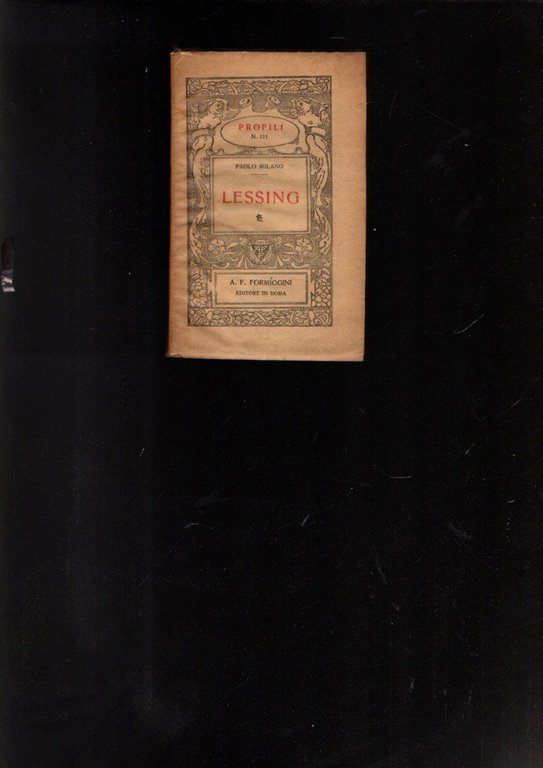 PROFILI
N. 111
PAOLO MILANO
LESSING
A. F. FORMÍGGINI
EDITORE IN ROMA